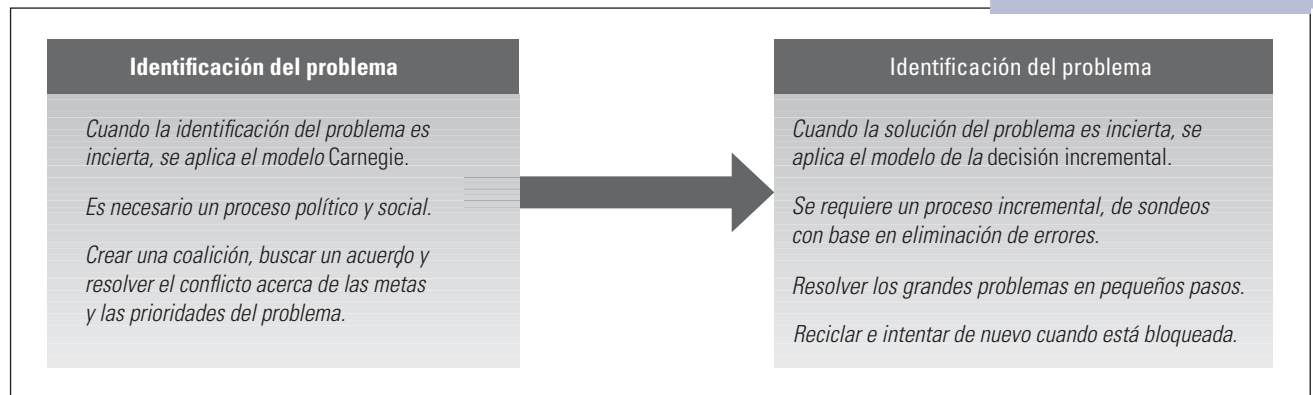 Identificación del problema
Cuando la identificación del problema es
incierta, se aplica el modelo Carnegie.
Es necesario un proceso político y social.
Crear una coalición, buscar un acuerdo y
resolver el conflicto acerca de las metas
y las prioridades del problema.
Identificación del problema
Cuando la solución del problema es incierta, se
aplica el modelo de la decisión incremental.
Se requiere un proceso incremental, de sondeos
con base en eliminación de errores.
Resolver los grandes problemas en pequeños pasos.
Reciclar e intentar de nuevo cuando está bloqueada.